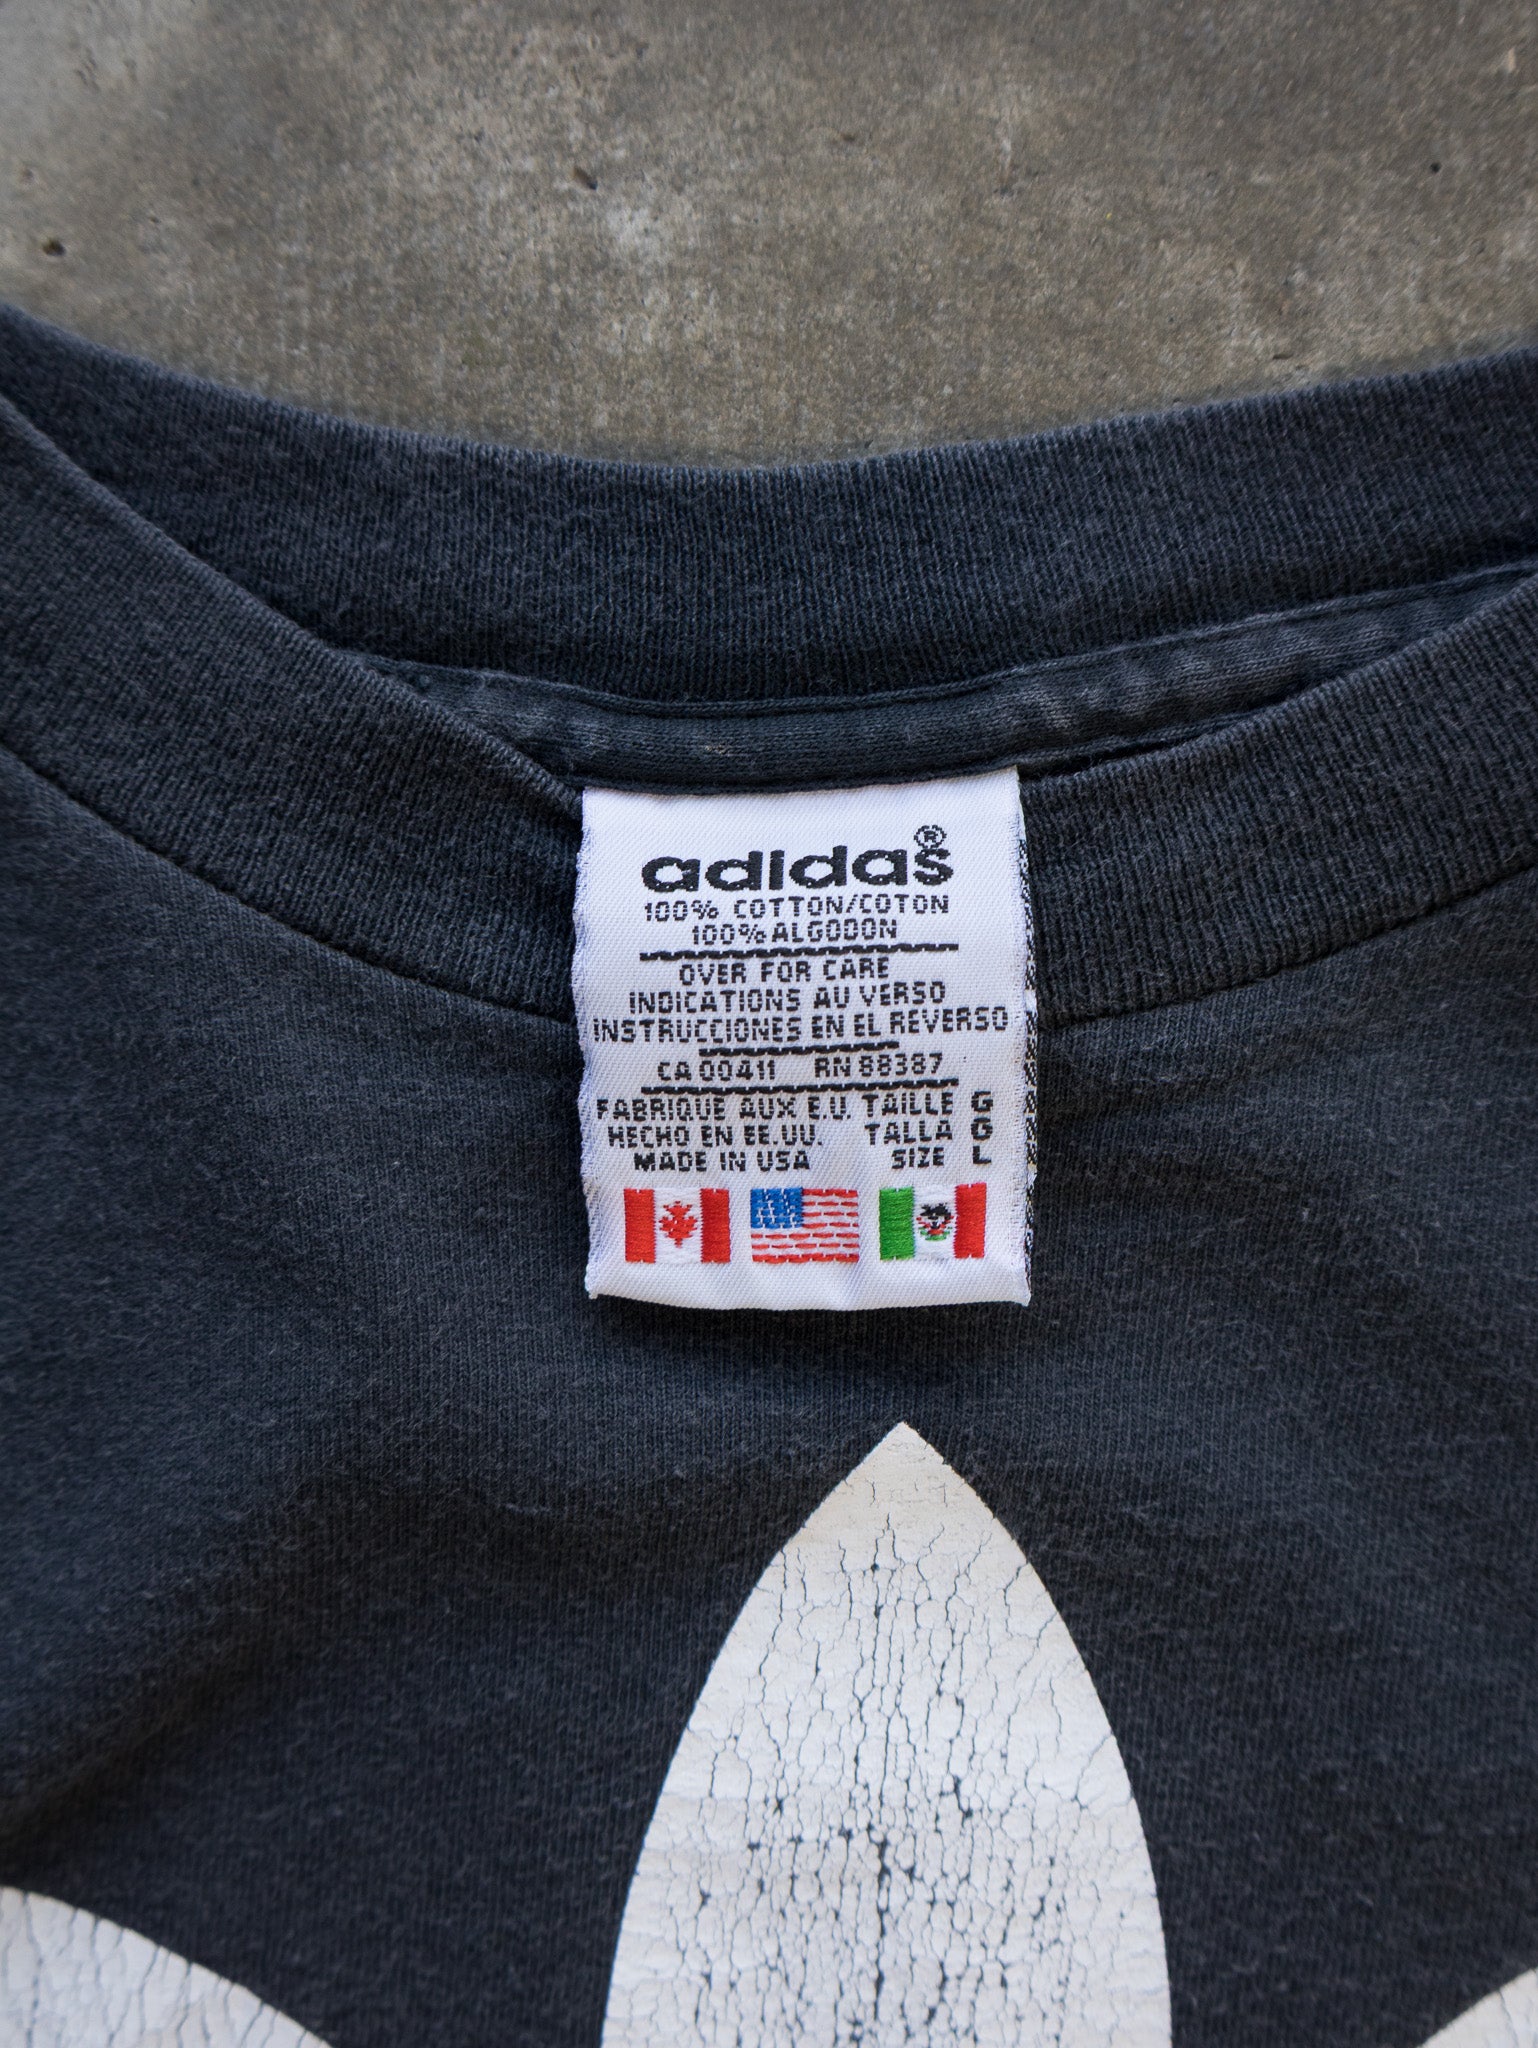 adidas®
100% COTTON/COTON
100% ALGODON
OVER FOR CARE
INDICATIONS AU VERSO
INSTRUCCIONES EN EL REVERSO
CA 00411 RN 88387
FABRIQUE AUX E.U. TAILLE G
HECHO EN EE.UU. TALLA G
MADE IN USA SIZE L